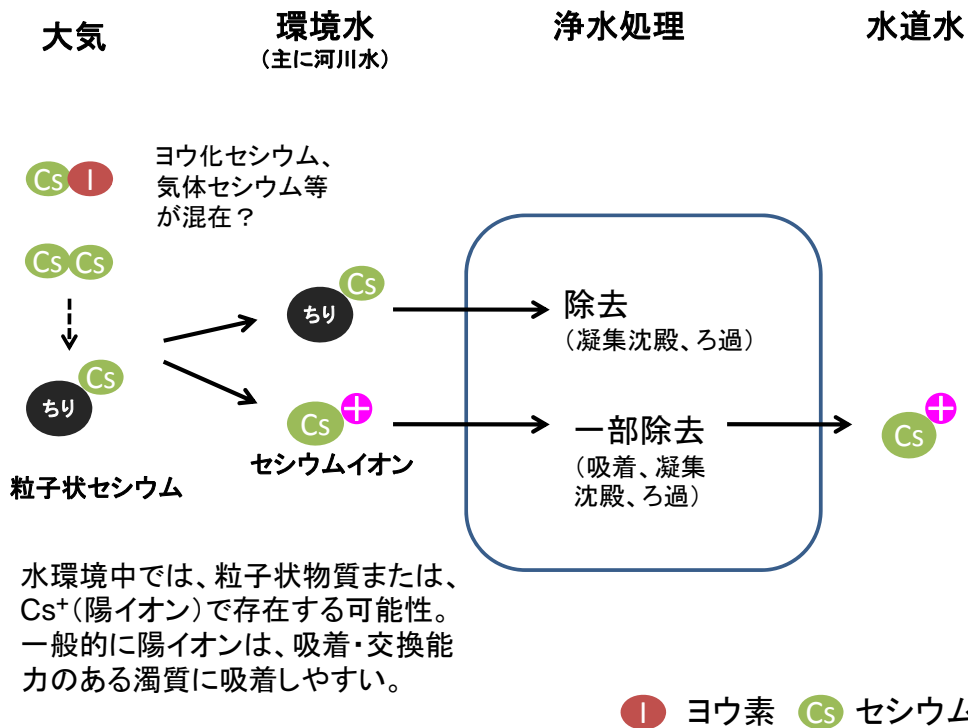 大気
環境水
(主に河川水)
浄水処理
水道水
Cs I
ヨウ化セシウム、
気体セシウム等
が混在？
Cs Cs
ちり Cs
粒子状セシウム
ちり Cs
Cs +
セシウムイオン
除去
(凝集沈殿、ろ過)
一部除去
(吸着、凝集
沈殿、ろ過)
Cs +
水環境中では、粒子状物質または、
Cs⁺(陽イオン)で存在する可能性。
一般的に陽イオンは、吸着・交換能
力のある濁質に吸着しやすい。
I ヨウ素 Cs セシウム